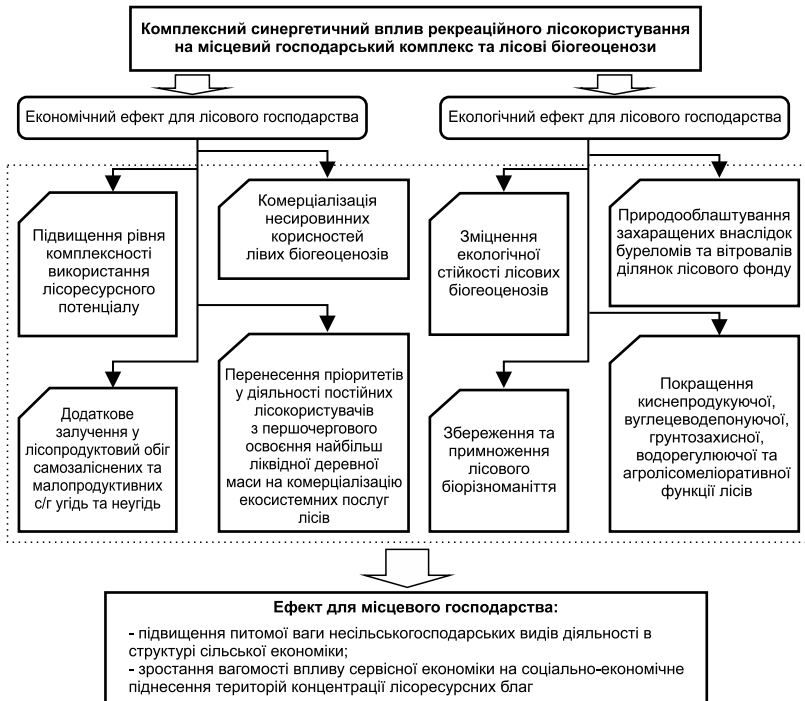 Комплексний синергетичний вплив рекреаційного лісокористування
на місцевий господарський комплекс та лісові біогеоценози
Економічний ефект для лісового господарства
Екологічний ефект для лісового господарства
Підвищення рівня
комплексності
використання
лісоресурсного
потенціалу
Комерціалізація
несировинних
корисностей
лівих біогеоценозів
Зміцнення
екологічної
стійкості лісових
біогеоценозів
Природооблаштування
захаращених внаслідок
буреломів та вітровалів
ділянок лісового фонду
Додаткове
залучення у
лісопродуктовий обіг
самозаліснених та
малопродуктивних
с/г угідь та неугідь
Перенесення пріоритетів
у діяльності постійних
лісокористувачів
з першочергового
освоєння найбільш
ліквідної деревної
маси на комерціалізацію
екосистемних послуг
лісів
Збереження та
примноження
лісового
біорізноманіття
Покращення
киснепродукуючої,
вуглецеводепонуючої,
грунтозахисної,
водорегулюючої та
агролісомеліоративної
функції лісів
Ефект для місцевого господарства:
- підвищення питомої ваги несільськогосподарських видів діяльності в
структурі сільської економіки;
- зростання вагомості впливу сервісної економіки на соціально-економічне
піднесення територій концентрації лісоресурсних благ